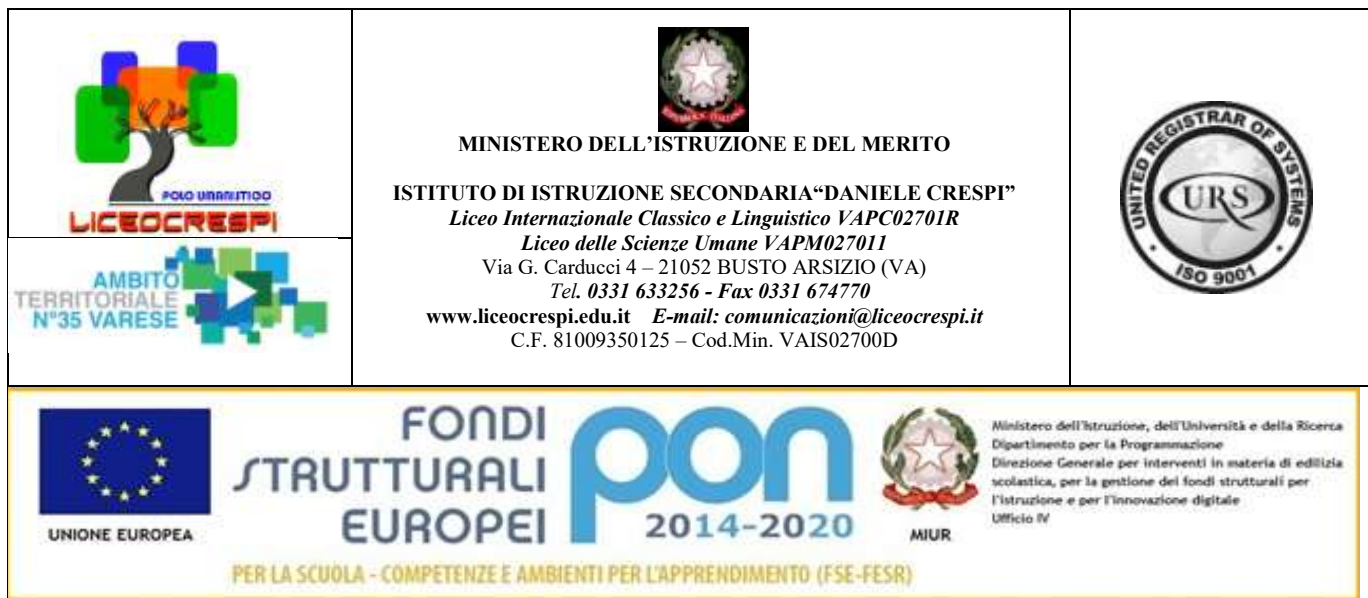 POLO UMANISTICO
LICEOCRESPI
AMBITO
TERRITORIALE
N°35 VARESE
REPVBBLICA ITALIANA
MINISTERO DELL’ISTRUZIONE E DEL MERITO
ISTITUTO DI ISTRUZIONE SECONDARIA“DANIELE CRESPI”
Liceo Internazionale Classico e Linguistico VAPC02701R
Liceo delle Scienze Umane VAPM027011
Via G. Carducci 4 – 21052 BUSTO ARSIZIO (VA)
Tel. 0331 633256 - Fax 0331 674770
www.liceocrespi.edu.it E-mail: comunicazioni@liceocrespi.it
C.F. 81009350125 – Cod.Min. VAIS02700D
UNITED REGISTRAR OF SYSTEMS
URS
ISO 9001
UNIONE EUROPEA
FONDI
STRUTTURALI
EUROPEI
pon
2014-2020
MIUR
Ministero dell'Istruzione, dell'Università e della Ricerca
Dipartimento per la Programmazione
Direzione Generale per interventi in materia di edilizia
scolastica, per la gestione dei fondi strutturali per
l'istruzione e per l'innovazione digitale
Ufficio IV
PER LA SCUOLA - COMPETENZE E AMBIENTI PER L'APPRENDIMENTO (FSE-FESR)